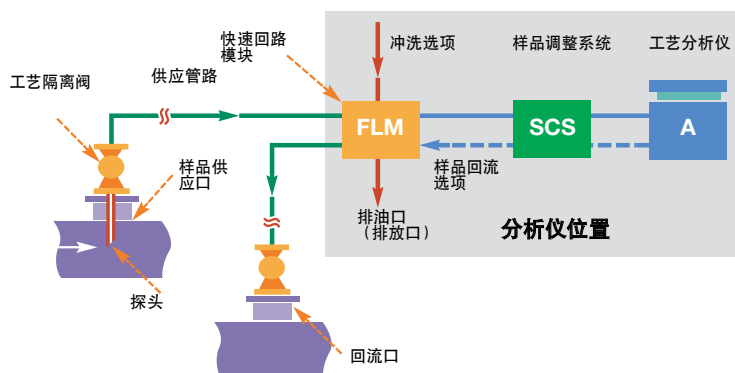 快速回路
模块
冲洗选项
样品调整系统
工艺分析仪
工艺隔离阀
供应管路
FLM
SCS
A
样品供
应口
样品回流
选项
排油口
（排放口）
分析仪位置
探头
回流口